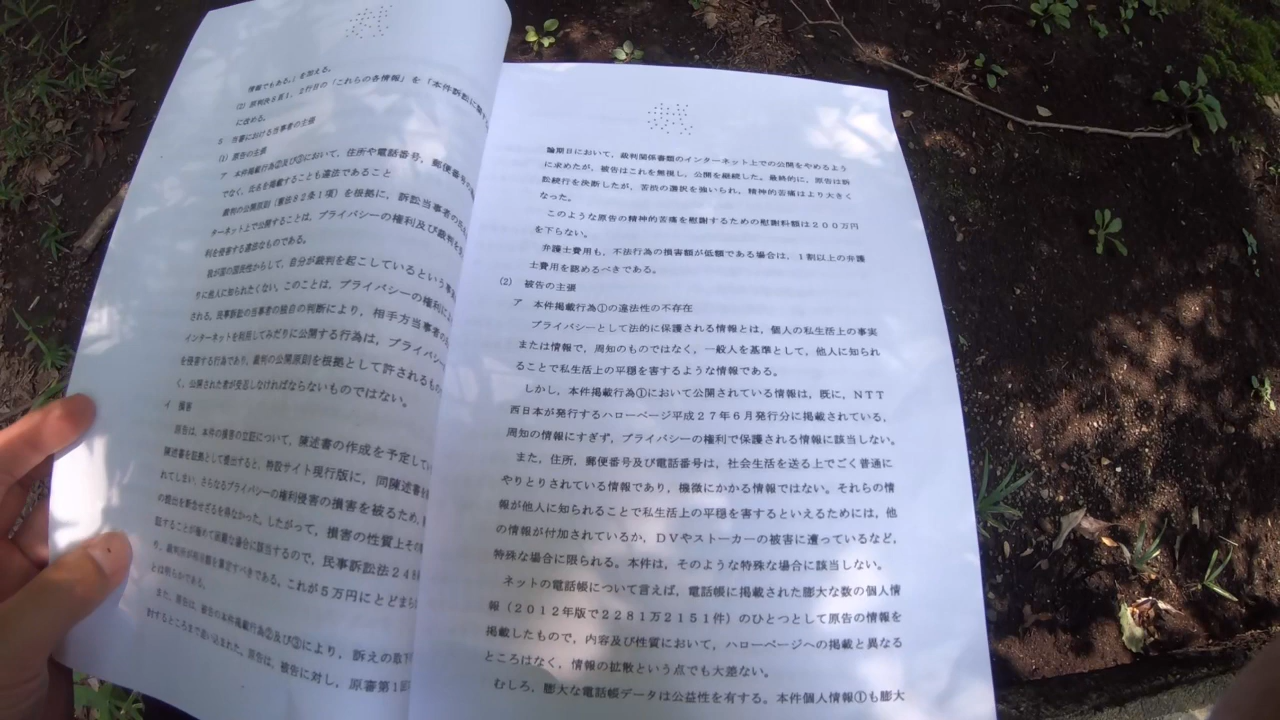 情報でもある。」を加える。
(2) 原判決8頁1,2行目の「これらの各情報」を「本件訴訟に関す
に改める。
5 当審における当事者の主張
(1) 原告の主張
ア 本件掲載行為②及び③において,住所や電話番号,郵便番号の
でなく,氏名を掲載することも違法であること
裁判の公開原則(憲法82条1項)を根拠に,訴訟当事者の
ターネット上で公開することは,プライバシーの権利及び裁判を
利を侵害する違法なものである。
我が国の国民性からして,自分が裁判を起こしているという事
りに他人に知られたくない。このことは,プライバシーの権利によ
される。民事訴訟の当事者の独自の判断により,相手方当事者の
インターネットを利用してみだりに公開する行為は,プライバシー
を侵害する行為であり,裁判の公開原則を根拠として許されるもの
く,公開された者が受忍しなければならないものではない。
イ 損害
原告は,本件の損害の立証について,陳述書の作成を予定してい
陳述書を証拠として提出すると,特設サイト現行版に,同陳述書を
れてしまい,さらなるプライバシーの権利侵害の損害を被るため,
の提出を断念せざるを得なかった。したがって,損害の性質上その
証することが極めて困難な場合に該当するので,民事訴訟法24
り,裁判所が相当額を算定すべきである。これが5万円にとどま
とは明らかである。
また,原告は,被告の本件掲載行為②及び③により,訴えの取下
討するところまで追い込まれた。原告は,被告に対し,原審第1回
論期日において,裁判関係書類のインターネット上での公開をやめるよう
に求めたが,被告はこれを無視し,公開を継続した。最終的に,原告は訴
訟続行を決断したが,苦渋の選択を強いられ,精神的苦痛はより大きく
なった。
このような原告の精神的苦痛を慰謝するための慰謝料額は200万円
を下らない。
弁護士費用も,不法行為の損害額が低額である場合は,1割以上の弁護
士費用を認めるべきである。
(2) 被告の主張
ア 本件掲載行為①の違法性の不存在
プライバシーとして法的に保護される情報とは,個人の私生活上の事実
または情報で,周知のものではなく,一般人を基準として,他人に知られ
ることで私生活上の平穏を害するような情報である。
しかし,本件掲載行為①において公開されている情報は,既に,NTT
西日本が発行するハローページ平成27年6月発行分に掲載されている,
周知の情報にすぎず,プライバシーの権利で保護される情報に該当しない。
また,住所,郵便番号及び電話番号は,社会生活を送る上でごく普通に
やりとりされている情報であり,機微にかかる情報ではない。それらの情
報が他人に知られることで私生活上の平穏を害するといえるためには,他
の情報が付加されているか,DVやストーカーの被害に遭っているなど,
特殊な場合に限られる。本件は,そのような特殊な場合に該当しない。
ネットの電話帳について言えば,電話帳に掲載された膨大な数の個人情
報(2012年版で2281万2151件)のひとつとして原告の情報を
掲載したもので,内容及び性質において,ハローページへの掲載と異なる
ところはなく,情報の拡散という点でも大差ない。
むしろ,膨大な電話帳データは公益性を有する。本件個人情報①も膨大